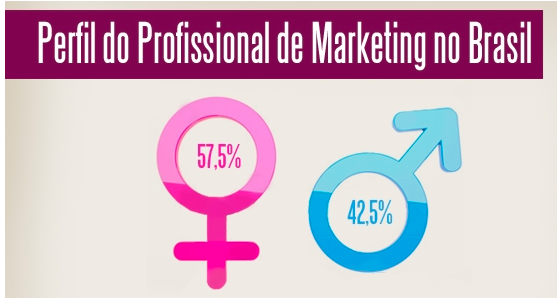 Perfil do Profissional de Marketing no Brasil
57,5%
42,5%